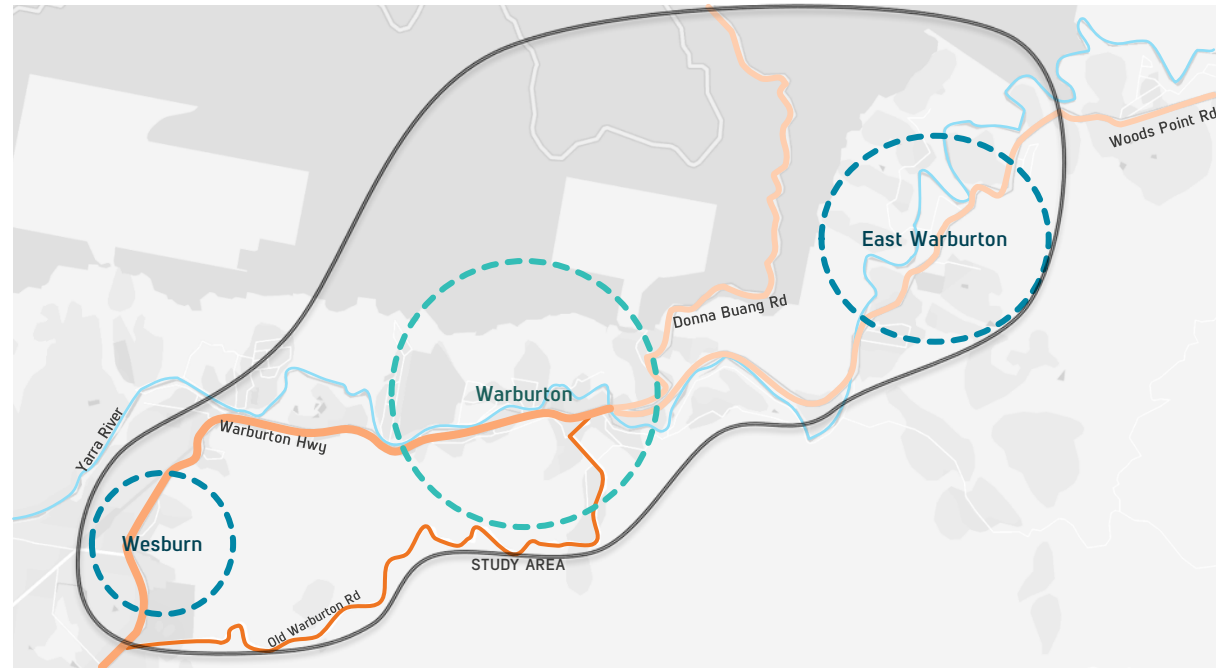 Woods Point Rd
East Warburton
Donna Buang Rd
Warburton
Yarra River
Warburton Hwy
Wesburn
STUDY AREA
Old Warburton Rd